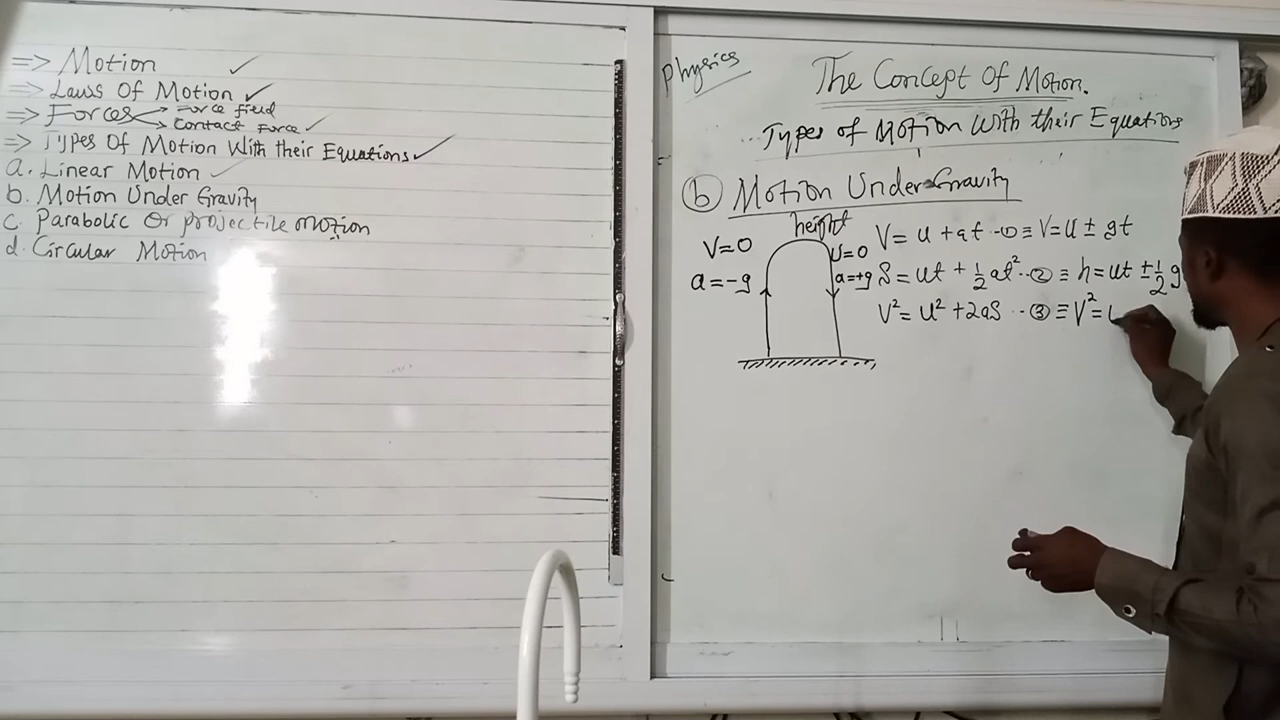 => Motion ✓
=> Laws Of Motion ✓
=> Forces → Force field
→ Contact Force ✓
=> Types Of Motion With their Equations ✓
a. Linear Motion ✓
b. Motion Under Gravity
c. Parabolic Or projectile motion
d. Circular Motion
Physics
The Concept Of Motion.
Types of Motion With their Equations
(b) Motion Under Gravity
height
V=0
a=-g
U=0
a=+g
V= u + at --① ≡ V=U ± gt
S= ut + ½ at² --② ≡ h= ut ± ½ g
V²= u² + 2aS --③ ≡ V² =